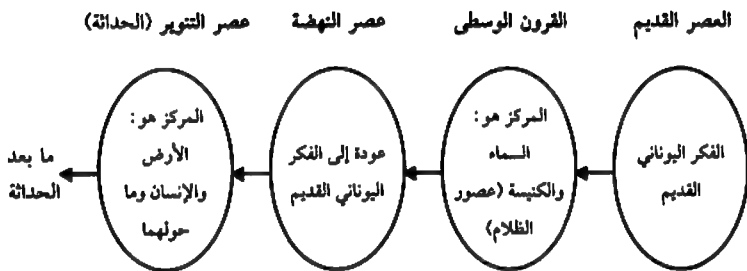 العصر القديم
القرون الوسطى
عصر النهضة
عصر التنوير (الحداثة)
الفكر اليوناني
القديم
المركز هو:
السماء
والكنيسة (عصور
الظلام)
عودة إلى الفكر
اليوناني القديم
المركز هو:
الأرض
والإنسان وما
حولهما
ما بعد
الحداثة